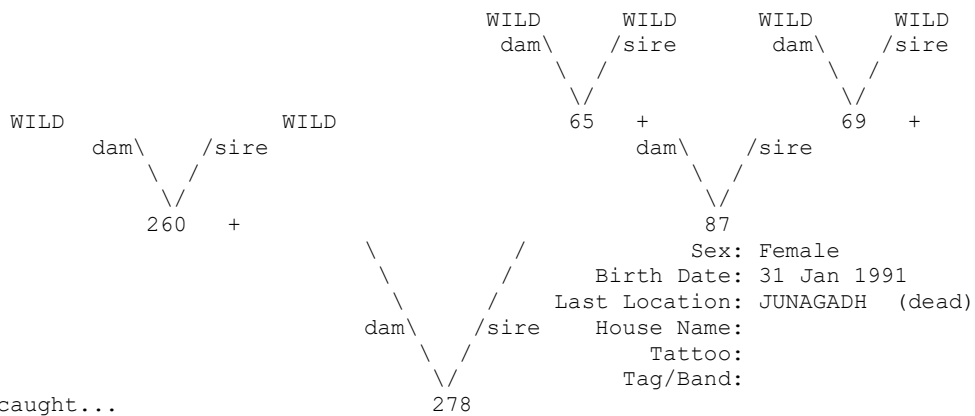 WILD WILD WILD WILD
dam\ /sire dam\ /sire
\ / \ /
\/ \/
WILD WILD 65 + 69 +
dam\ /sire dam\ /sire
\ / \ /
\/ \/
260 + 87
\ / Sex: Female
\ / Birth Date: 31 Jan 1991
\ / Last Location: JUNAGADH (dead)
dam\ /sire House Name:
\ / Tattoo:
\/ Tag/Band:
caught... 278